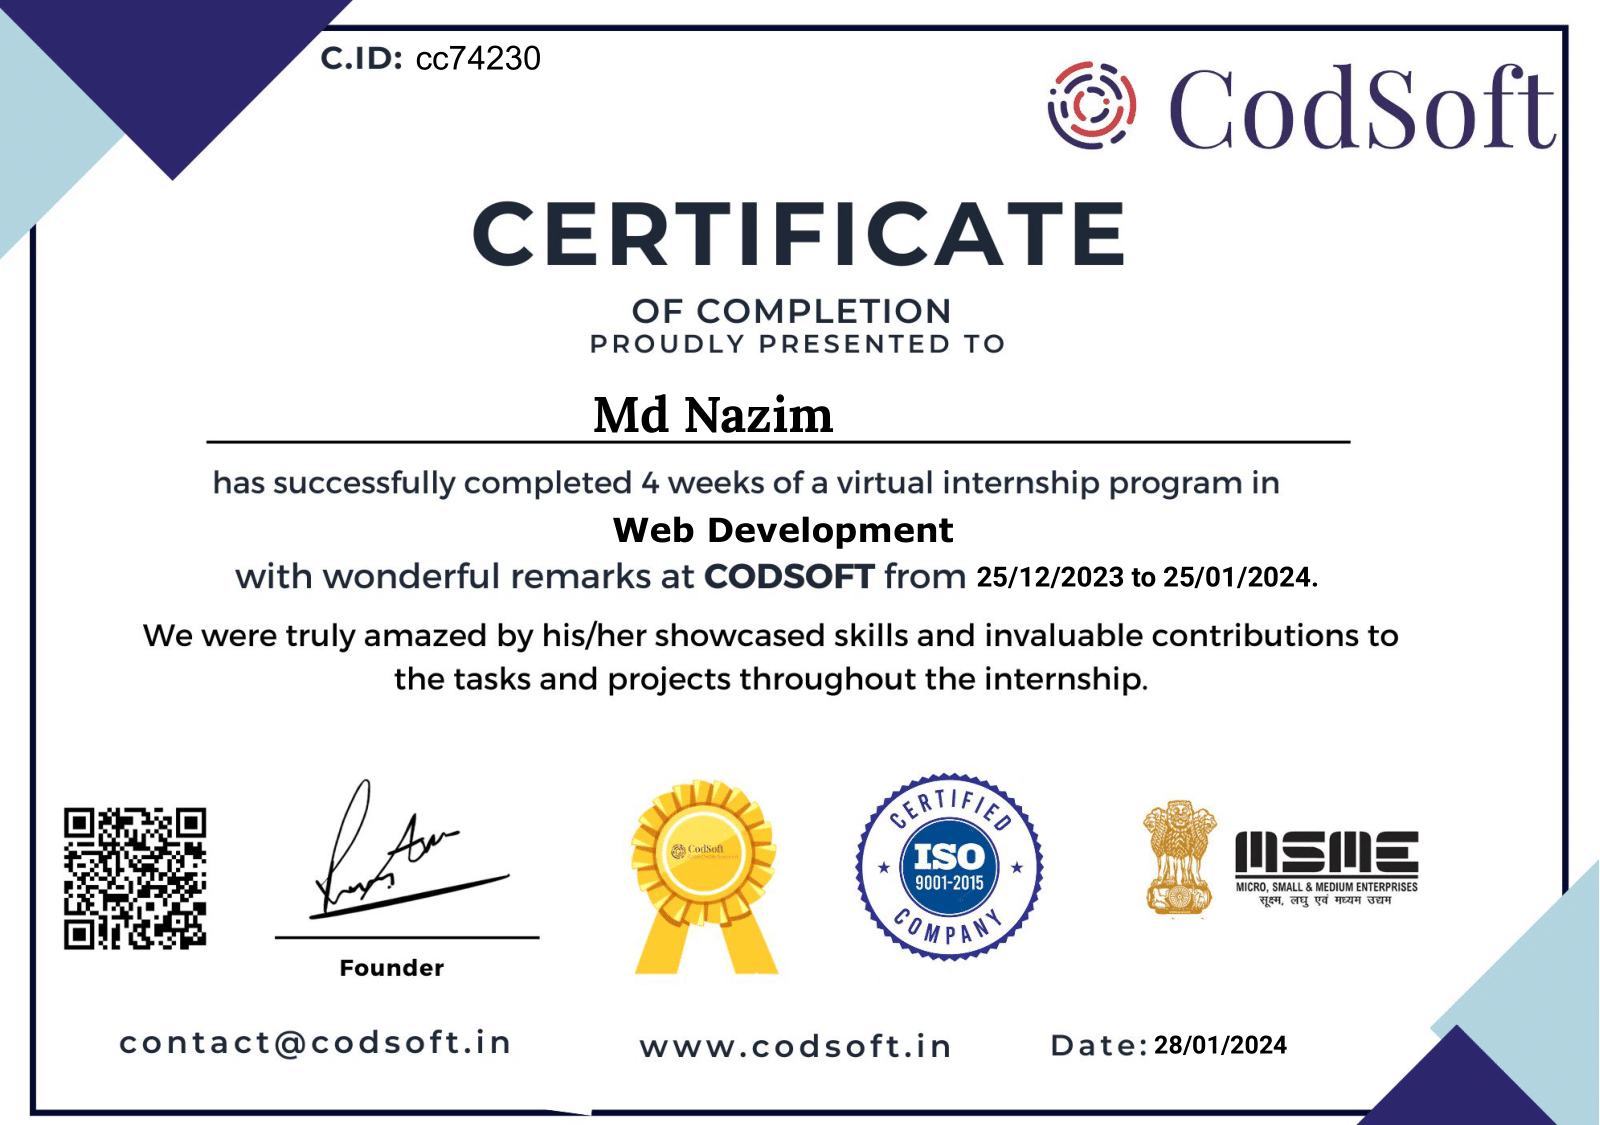 C.ID: cc74230
CodSoft
CERTIFICATE
OF COMPLETION
PROUDLY PRESENTED TO
Md Nazim
has successfully completed 4 weeks of a virtual internship program in
Web Development
with wonderful remarks at CODSOFT from 25/12/2023 to 25/01/2024.
We were truly amazed by his/her showcased skills and invaluable contributions to
the tasks and projects throughout the internship.
Founder
CodSoft
CERTIFIED
ISO
9001-2015
COMPANY
MSME
MICRO, SMALL & MEDIUM ENTERPRISES
सूक्ष्म, लघु एवं मध्यम उद्यम
contact@codsoft.in
www.codsoft.in
Date: 28/01/2024